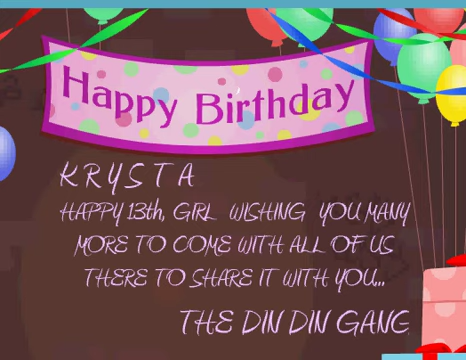 Happy Birthday
KRYSTA
HAPPY 13th, GIRL WISHING YOU MANY
MORE TO COME WITH ALL OF US
THERE TO SHARE IT WITH YOU...
THE DIN DIN GANG